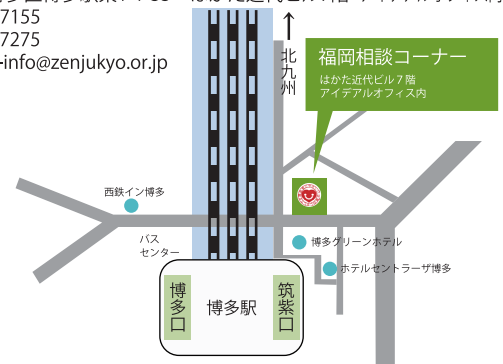 7155
7275
-info@zenjukyo.or.jp
北九州
福岡相談コーナー
はかた近代ビル7階
アイデアルオフィス内
西鉄イン博多
バス
センター
博多グリーンホテル
ホテルセントラーザ博多
博多口
博多駅
筑紫口